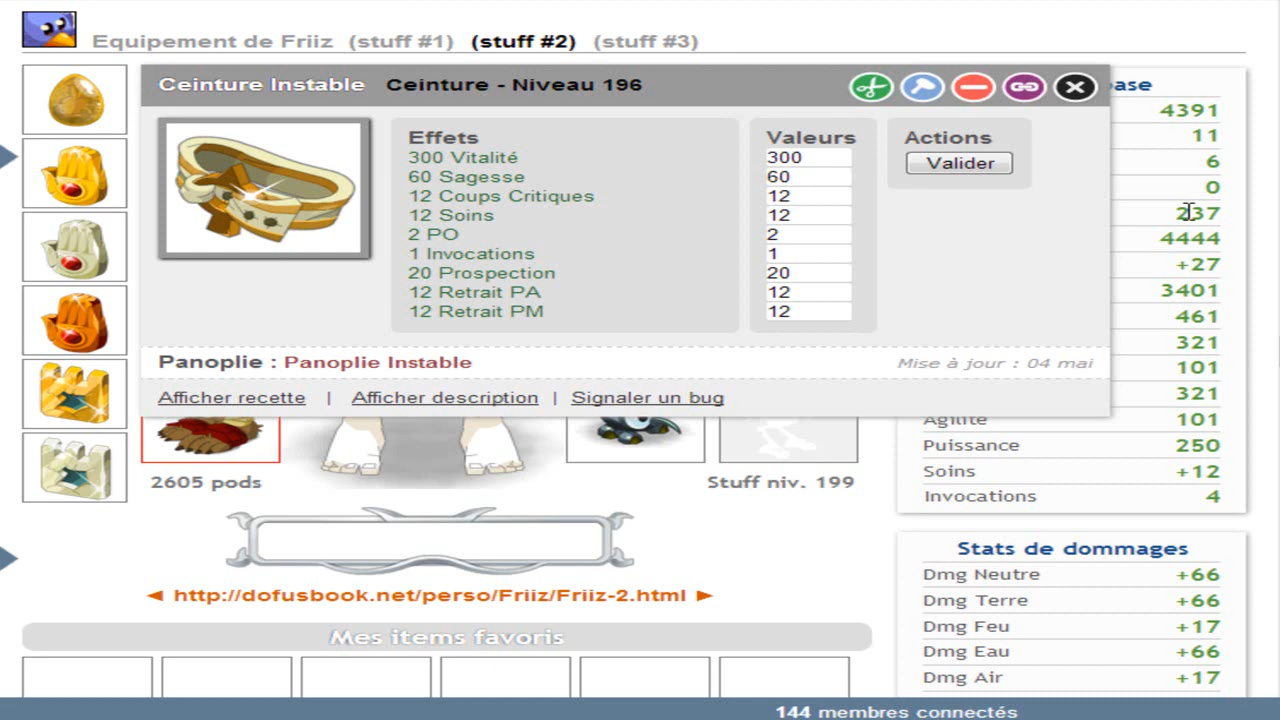 Equipement de Friiz (stuff #1) (stuff #2) (stuff #3)
Ceinture Instable Ceinture - Niveau 196
Effets
300 Vitalité
60 Sagesse
12 Coups Critiques
12 Soins
2 PO
1 Invocations
20 Prospection
12 Retrait PA
12 Retrait PM
Valeurs
300
60
12
12
2
1
20
12
12
Actions
Valider
Panoplie : Panoplie Instable
Mise à jour : 04 mai
Afficher recette | Afficher description | Signaler un bug
base
4391
11
6
0
237
4444
+27
3401
461
321
101
321
Agilité 101
Puissance 250
Soins +12
Invocations 4
2605 pods
Stuff niv. 199
◄ http://dofusbook.net/perso/Friiz/Friiz-2.html ►
Mes items favoris
Stats de dommages
Dmg Neutre +66
Dmg Terre +66
Dmg Feu +17
Dmg Eau +66
Dmg Air +17
144 membres connectés